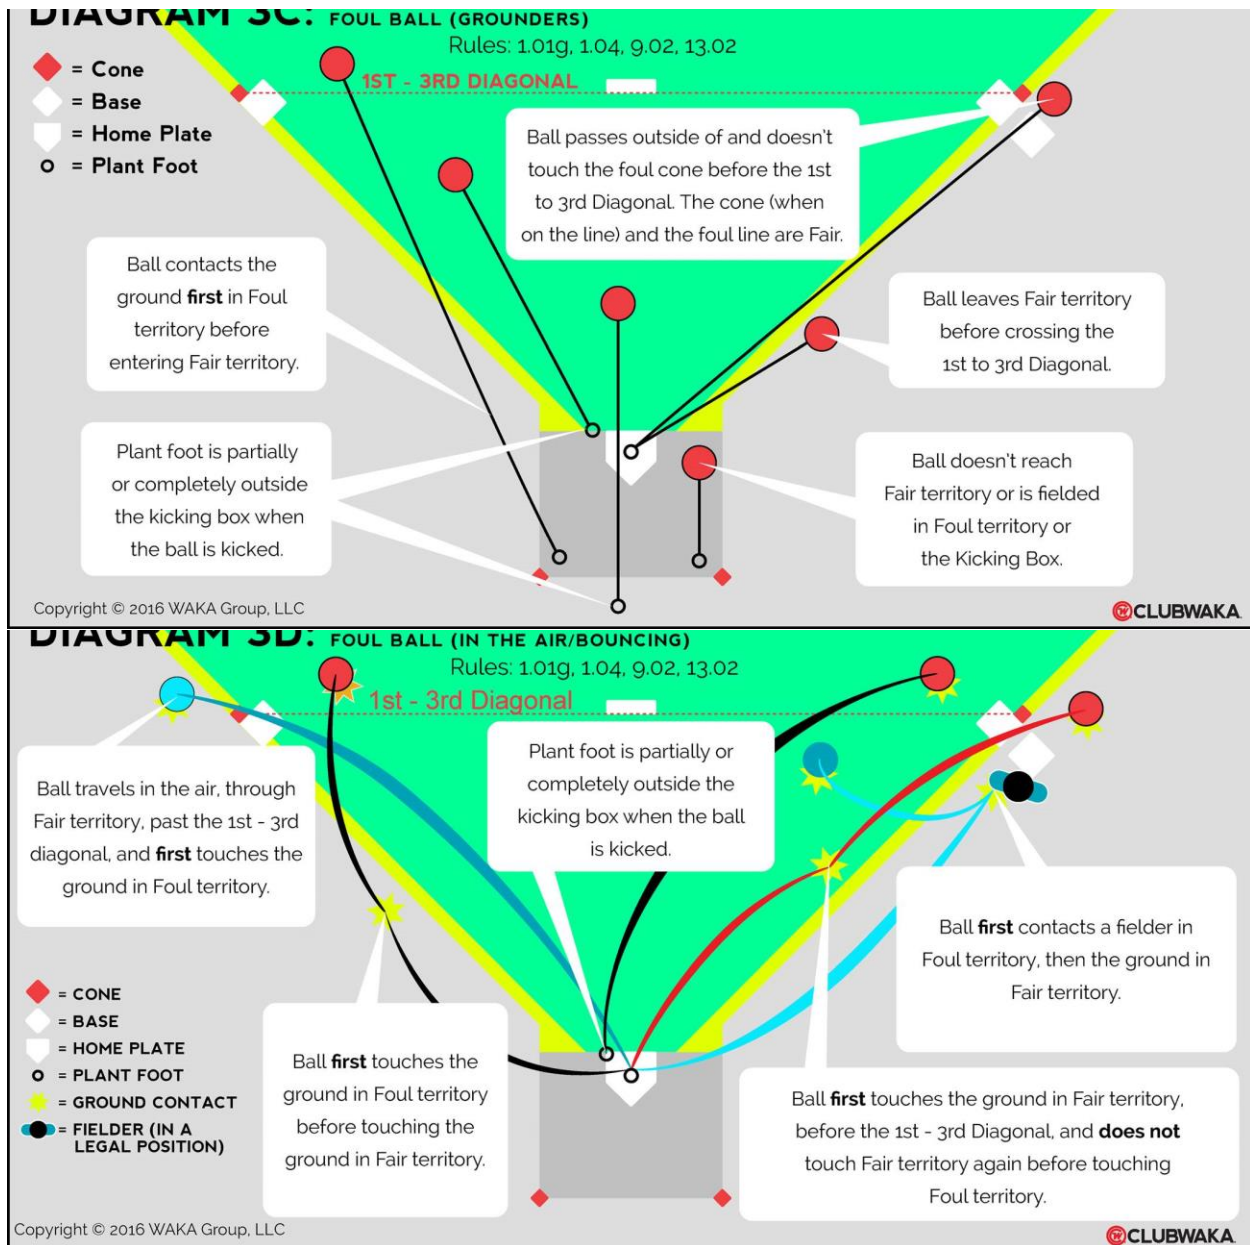 DIAGRAM 3C: FOUL BALL (GROUNDERS)
Rules: 1.01g, 1.04, 9.02, 13.02
= Cone
= Base
= Home Plate
= Plant Foot
1ST - 3RD DIAGONAL
Ball passes outside of and doesn't
touch the foul cone before the 1st
to 3rd Diagonal. The cone (when
on the line) and the foul line are Fair.
Ball contacts the
ground first in Foul
territory before
entering Fair territory.
Ball leaves Fair territory
before crossing the
1st to 3rd Diagonal.
Plant foot is partially
or completely outside
the kicking box when
the ball is kicked.
Ball doesn't reach
Fair territory or is fielded
in Foul territory or
the Kicking Box.
Copyright © 2016 WAKA Group, LLC
CLUBWAKA
DIAGRAM 3D: FOUL BALL (IN THE AIR/BOUNCING)
Rules: 1.01g, 1.04, 9.02, 13.02
1st - 3rd Diagonal
Plant foot is partially or
completely outside the
kicking box when the ball
is kicked.
Ball travels in the air, through
Fair territory, past the 1st - 3rd
diagonal, and first touches the
ground in Foul territory.
Ball first contacts a fielder in
Foul territory, then the ground in
Fair territory.
= CONE
= BASE
= HOME PLATE
= PLANT FOOT
= GROUND CONTACT
= FIELDER (IN A
LEGAL POSITION)
Ball first touches the
ground in Foul territory
before touching the
ground in Fair territory.
Ball first touches the ground in Fair territory,
before the 1st - 3rd Diagonal, and does not
touch Fair territory again before touching
Foul territory.
Copyright © 2016 WAKA Group, LLC
CLUBWAKA